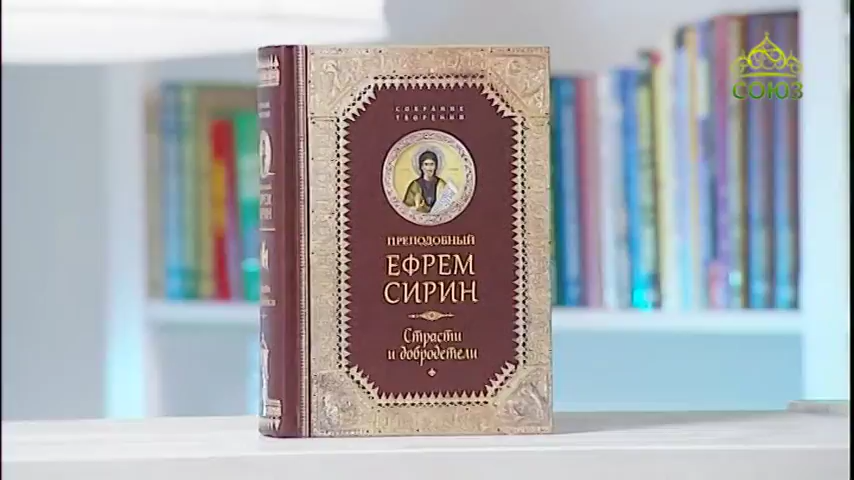 СОЮЗ
СОБРАНИЕ
ТВОРЕНИЙ
ПРЕПОДОБНЫЙ
ЕФРЕМ
СИРИН
Страсти
и добродетели